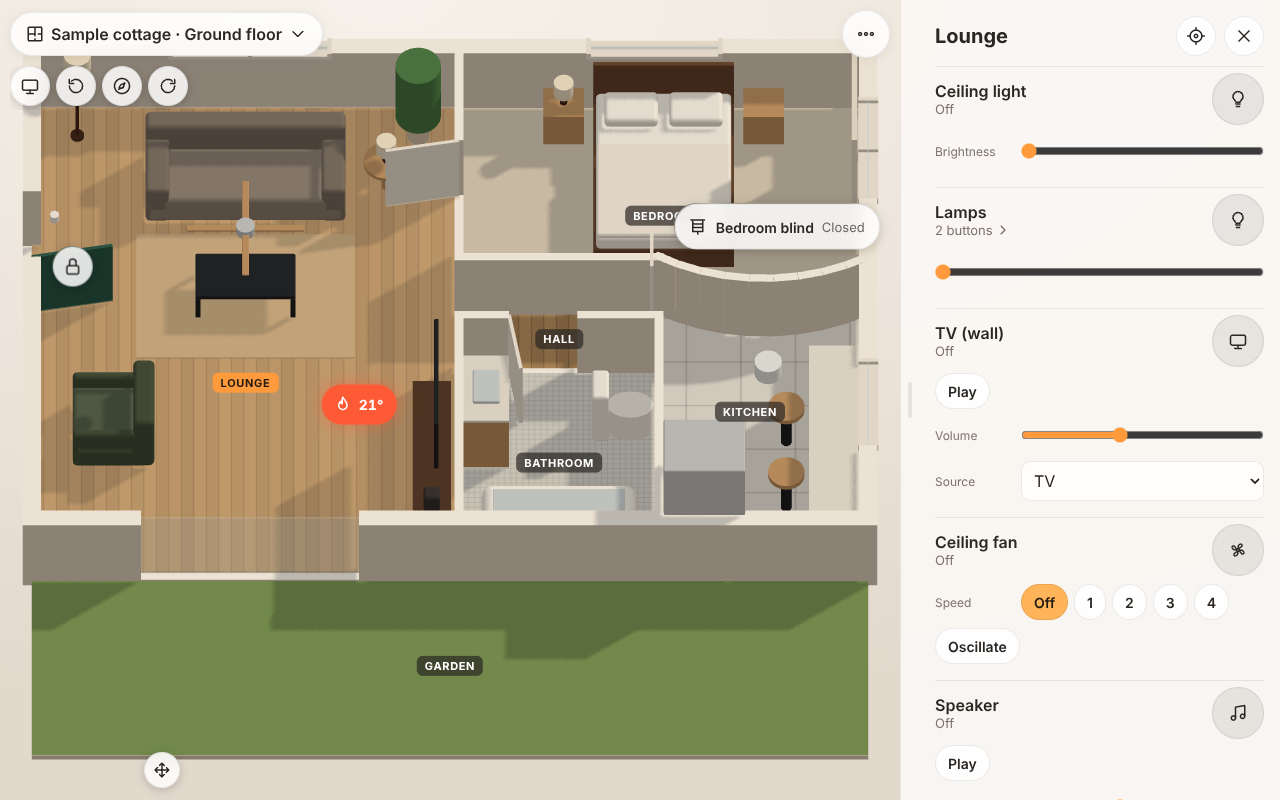 Sample cottage · Ground floor
Bedroom blind Closed
HALL
LOUNGE
21°
KITCHEN
BATHROOM
GARDEN
Lounge
Ceiling light
Off
Brightness
Lamps
2 buttons
TV (wall)
Off
Play
Volume
Source
TV
Ceiling fan
Off
Speed
Off 1 2 3 4
Oscillate
Speaker
Off
Play